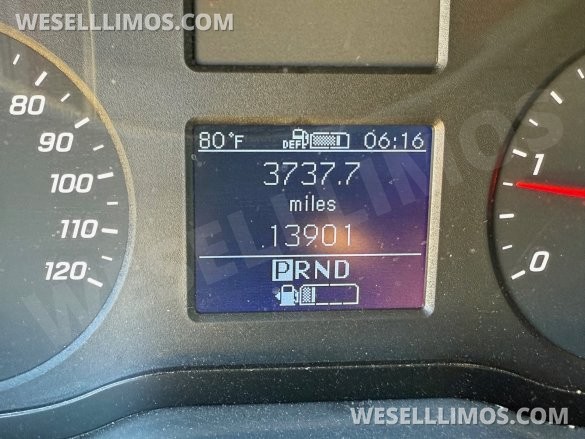 WESELLLIMOS.COM
80
90
100
110
120
80°F DEF 06:16
3737.7
miles
13901
PRND
1
0
WESELLLIMOS
WESELLLIMOS.COM